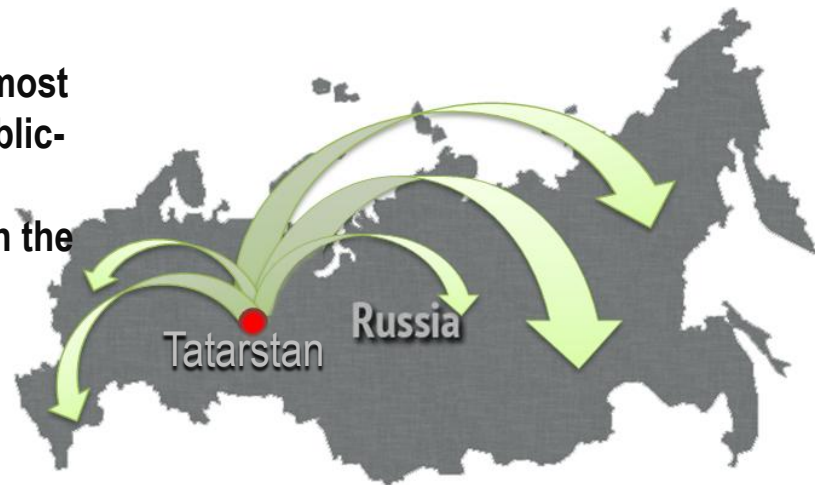 most
blic-
n the
Russia
Tatarstan